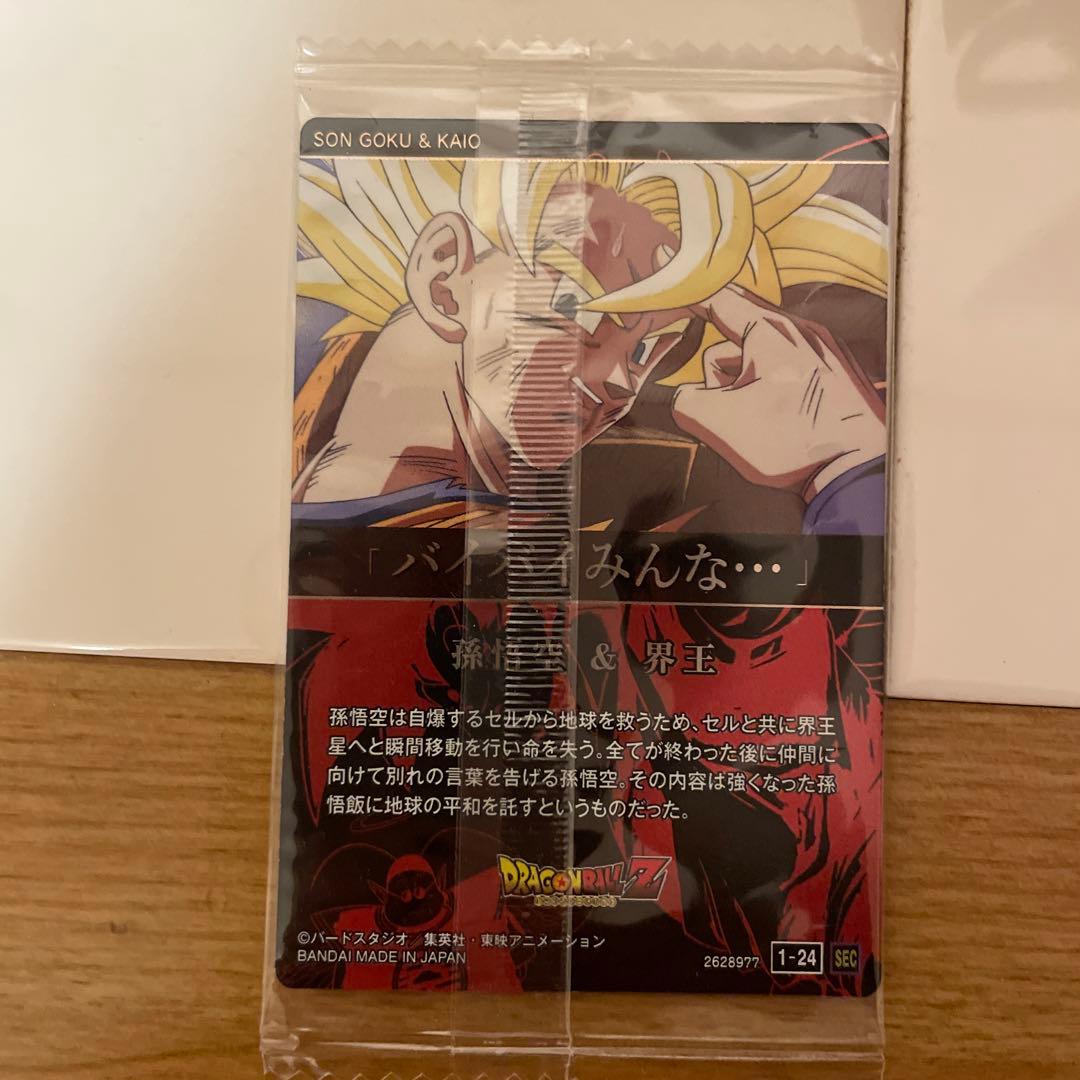 SON GOKU & KAIO
「バイバイみんな…」
孫悟空 & 界王
孫悟空は自爆するセルから地球を救うため、セルと共に界王
星へと瞬間移動を行い命を失う。全てが終わった後に仲間に
向けて別れの言葉を告げる孫悟空。その内容は強くなった孫
悟飯に地球の平和を託すというものだった。
DRAGONBALL Z
©バードスタジオ 集英社・東映アニメーション
BANDAI MADE IN JAPAN
2628977 1-24 SEC